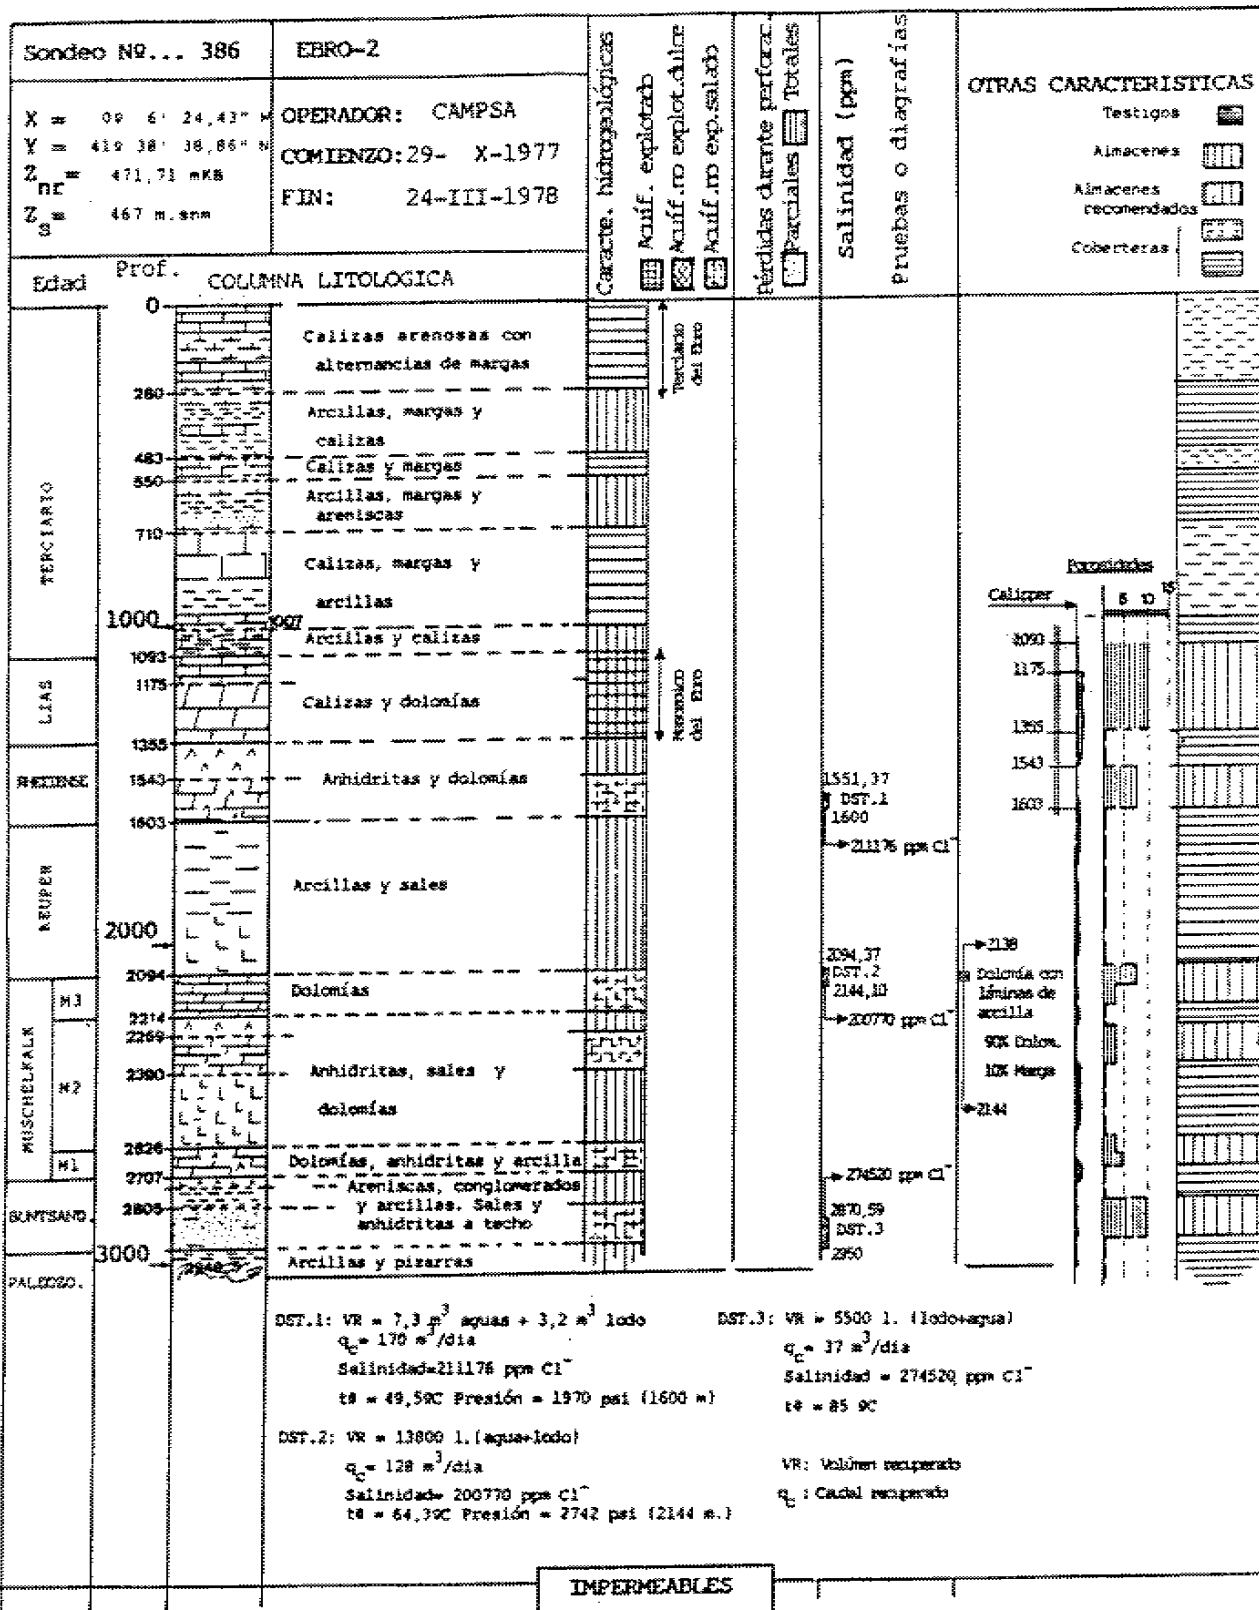 Sondeo Nº... 386
EBRO-2
X = 0º 6' 24,43" W
Y = 41º 38' 38,86" N
Znr = 471,71 mKB
Zs = 467 m.snm
OPERADOR: CAMPSA
COMIENZO: 29- X-1977
FIN: 24-III-1978
Caracte. hidrogeológicas
Acuíf. explotado
Acuíf.no explot.dulce
Acuíf.no exp.salado
Pérdidas durante perforac.
Parciales Totales
Salinidad (ppm)
Pruebas o diagrafías
OTRAS CARACTERISTICAS
Testigos
Almacenes
Almacenes
recomendados
Coberteras
Edad
Prof.
COLUMNA LITOLOGICA
TERCIARIO
LIAS
RHETIENSE
KEUPER
MUSCHELKALK
M3
M2
M1
BUNTSAND.
PALEOZO.
0
280
483
550
710
1000
1007
1093
1175
1355
1543
1603
2000
2094
2214
2269
2390
2626
2707
2805
3000
Calizas arenosas con
alternancias de margas
Arcillas, margas y
calizas
Calizas y margas
Arcillas, margas y
areniscas
Calizas, margas y
arcillas
Arcillas y calizas
Calizas y dolomías
Anhidritas y dolomías
Arcillas y sales
Dolomías
Anhidritas, sales y
dolomías
Dolomías, anhidritas y arcilla
Areniscas, conglomerados
y arcillas. Sales y
anhidritas a techo
Arcillas y pizarras
Terciario
del Ebro
Mesozoico
del Ebro
1551,37
DST.1
1600
211176 ppm Cl⁻
2094,37
DST.2
2144,10
200770 ppm Cl⁻
274520 ppm Cl⁻
2870,59
DST.3
2950
2138
Dolomía con
láminas de
arcilla
90% Dolom.
10% Marga
2144
Porosidades
Caliper
5 10 15
1093
1175
1355
1543
1603
DST.1: VR = 7,3 m³ aguas + 3,2 m³ lodo
qc= 170 m³/día
Salinidad=211176 ppm Cl⁻
tª = 49,5ºC Presión = 1970 psi (1600 m)
DST.2: VR = 13800 l.(agua+lodo)
qc= 128 m³/día
Salinidad= 200770 ppm Cl⁻
tª = 64,3ºC Presión = 2742 psi (2144 m.)
DST.3: VR = 5500 l. (lodo+agua)
qc= 37 m³/día
Salinidad = 274520 ppm Cl⁻
tª = 85 ºC
VR: Volúmen recuperado
qc : Caudal recuperado
IMPERMEABLES